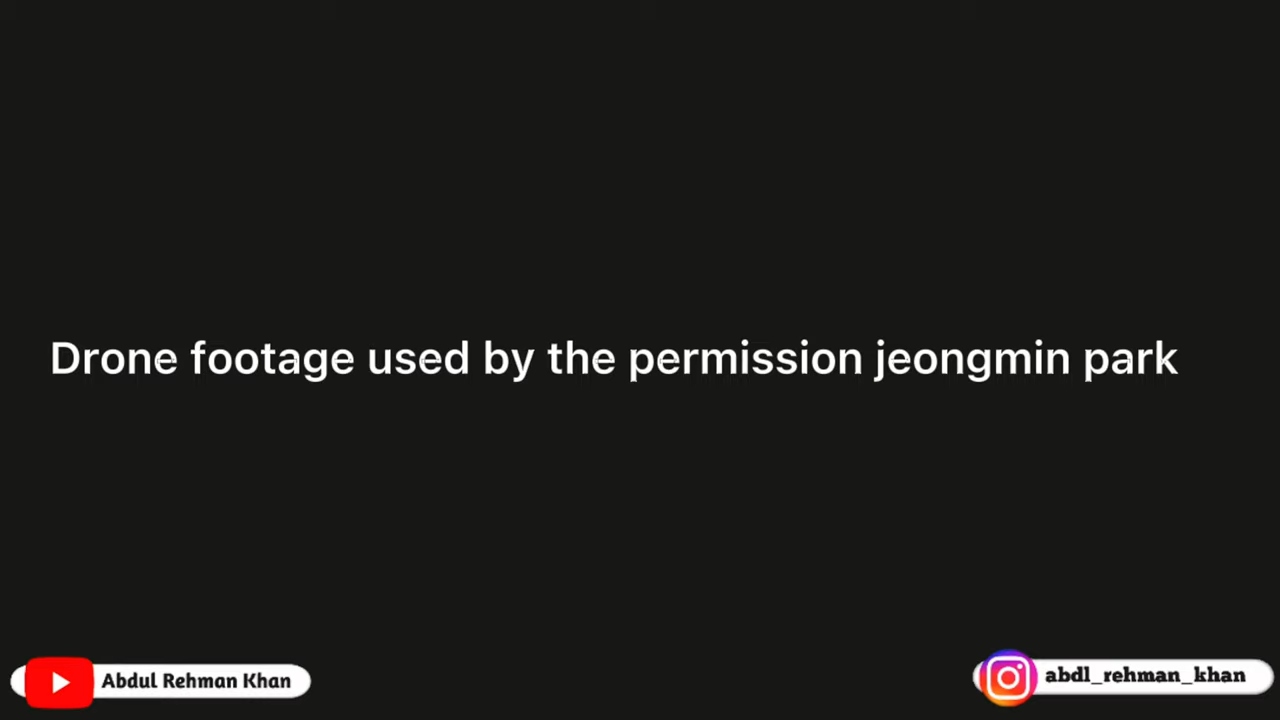 Drone footage used by the permission jeongmin park
Abdul Rehman Khan
abdl_rehman_khan